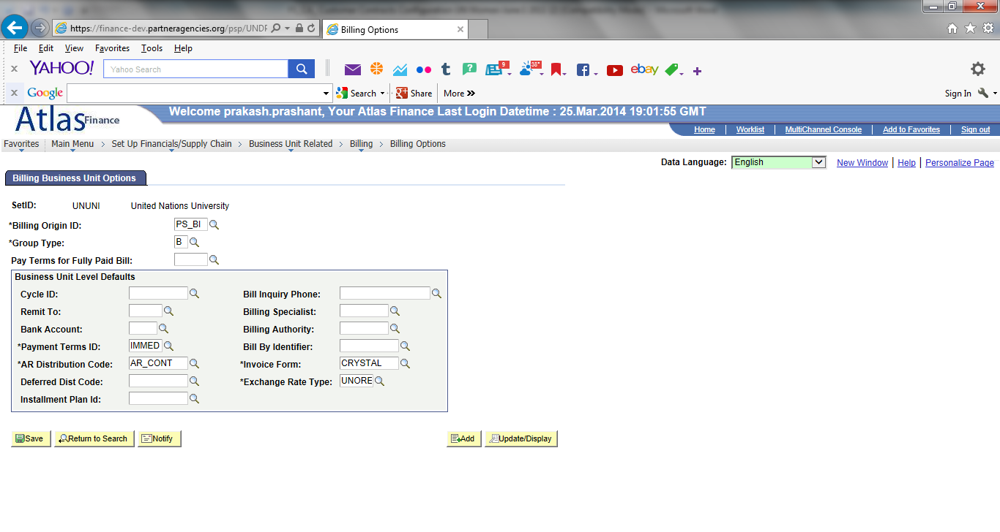 https://finance-dev.partneragencies.org/psp/UNDF
Billing Options
File Edit View Favorites Tools Help
YAHOO! Yahoo Search 9 38° ebay
Google Search Share More Sign In
Atlas Finance Welcome prakash.prashant, Your Atlas Finance Last Login Datetime : 25.Mar.2014 19:01:55 GMT
Home Worklist MultiChannel Console Add to Favorites Sign out
Favorites Main Menu > Set Up Financials/Supply Chain > Business Unit Related > Billing > Billing Options
Data Language: English New Window Help Personalize Page
Billing Business Unit Options
SetID: UNUNI United Nations University
*Billing Origin ID: PS_BI
*Group Type: B
Pay Terms for Fully Paid Bill:
Business Unit Level Defaults
Cycle ID: Bill Inquiry Phone:
Remit To: Billing Specialist:
Bank Account: Billing Authority:
*Payment Terms ID: IMMED Bill By Identifier:
*AR Distribution Code: AR_CONT *Invoice Form: CRYSTAL
Deferred Dist Code: *Exchange Rate Type: UNORE
Installment Plan Id:
Save Return to Search Notify Add Update/Display